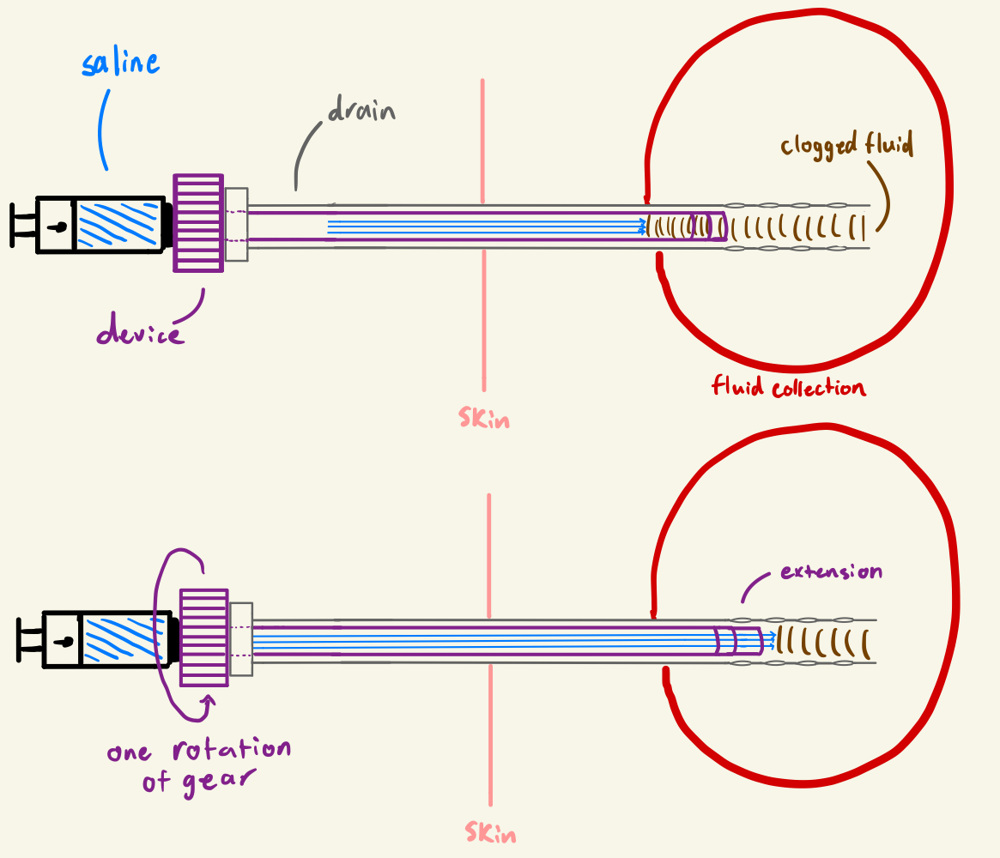 saline
drain
clogged fluid
device
fluid collection
skin
extension
one rotation
of gear
skin